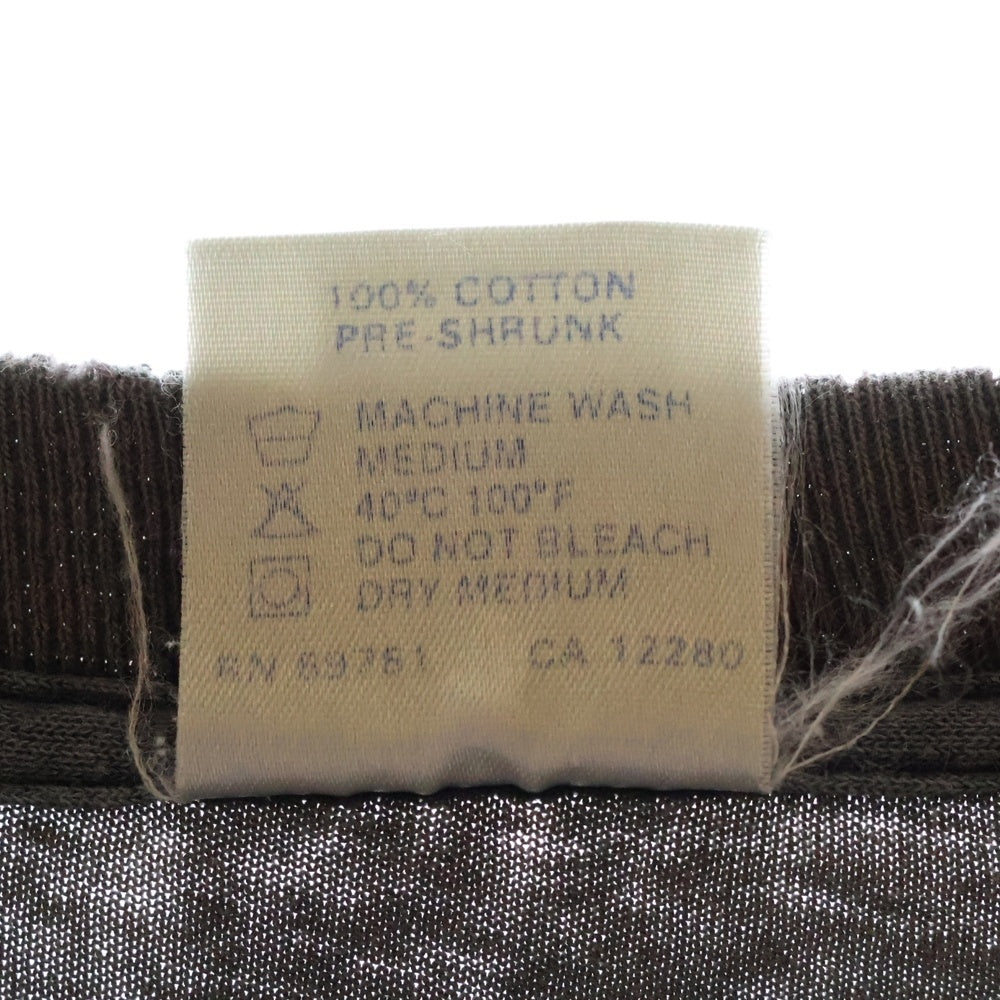 100% COTTON
PRE-SHRUNK
MACHINE WASH
MEDIUM
40°C 100°F
DO NOT BLEACH
DRY MEDIUM
RN 69761 CA 12280